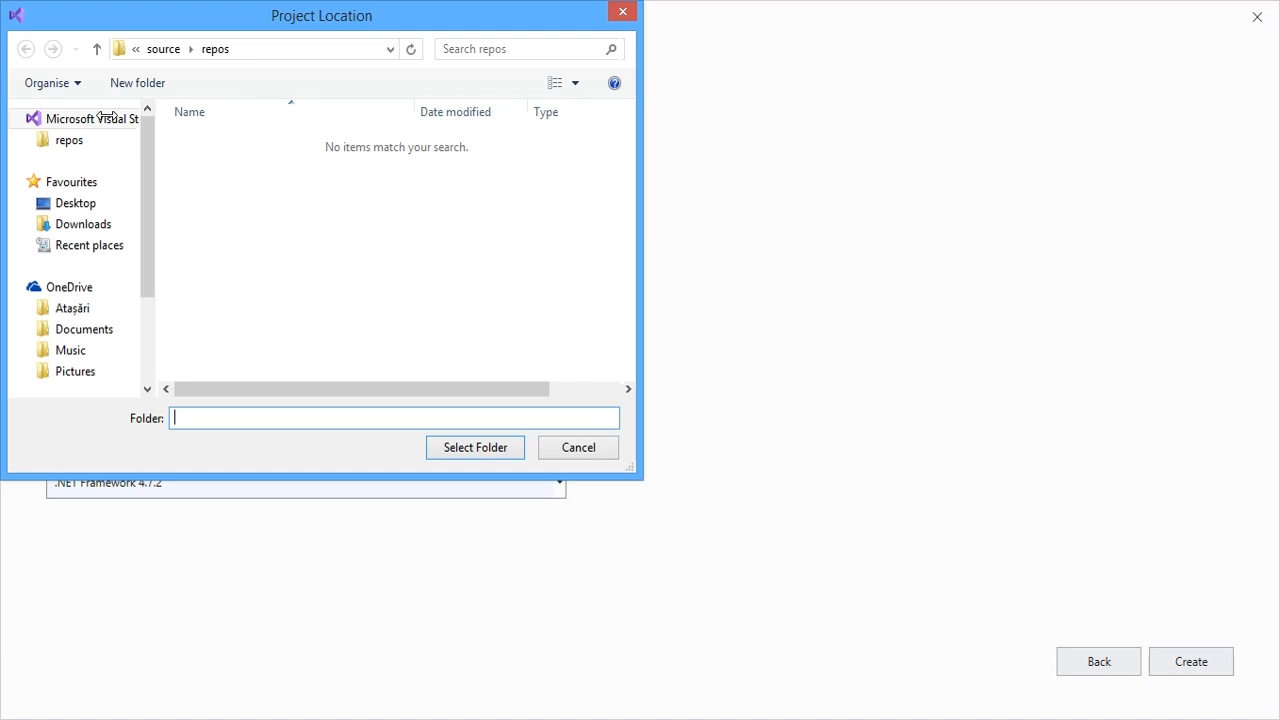 Project Location
« source repos
Search repos
Organise
New folder
Microsoft Visual St
repos
Favourites
Desktop
Downloads
Recent places
OneDrive
Atașări
Documents
Music
Pictures
Name
Date modified
Type
No items match your search.
Folder:
Select Folder
Cancel
.NET Framework 4.7.2
Back
Create